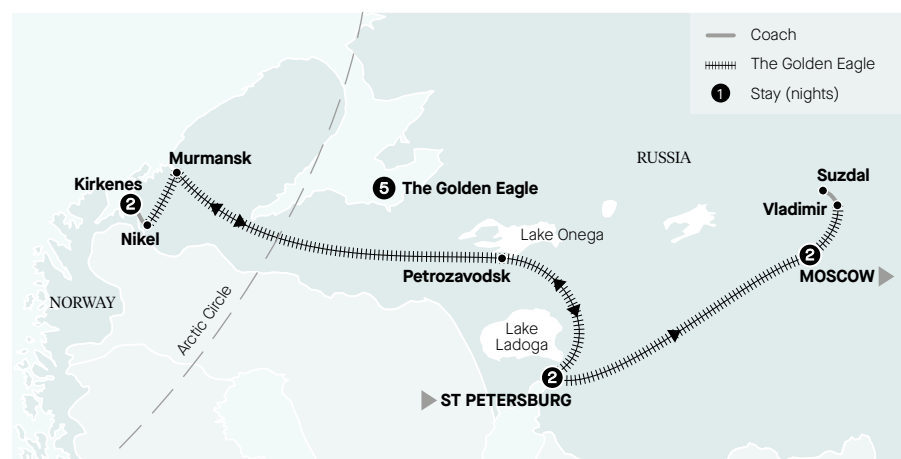 Coach
The Golden Eagle
1 Stay (nights)
Murmansk
RUSSIA
Kirkenes
2
5 The Golden Eagle
Suzdal
Vladimir
Nikel
Lake Onega
2
MOSCOW
Petrozavodsk
NORWAY
Arctic Circle
Lake
Ladoga
2
ST PETERSBURG